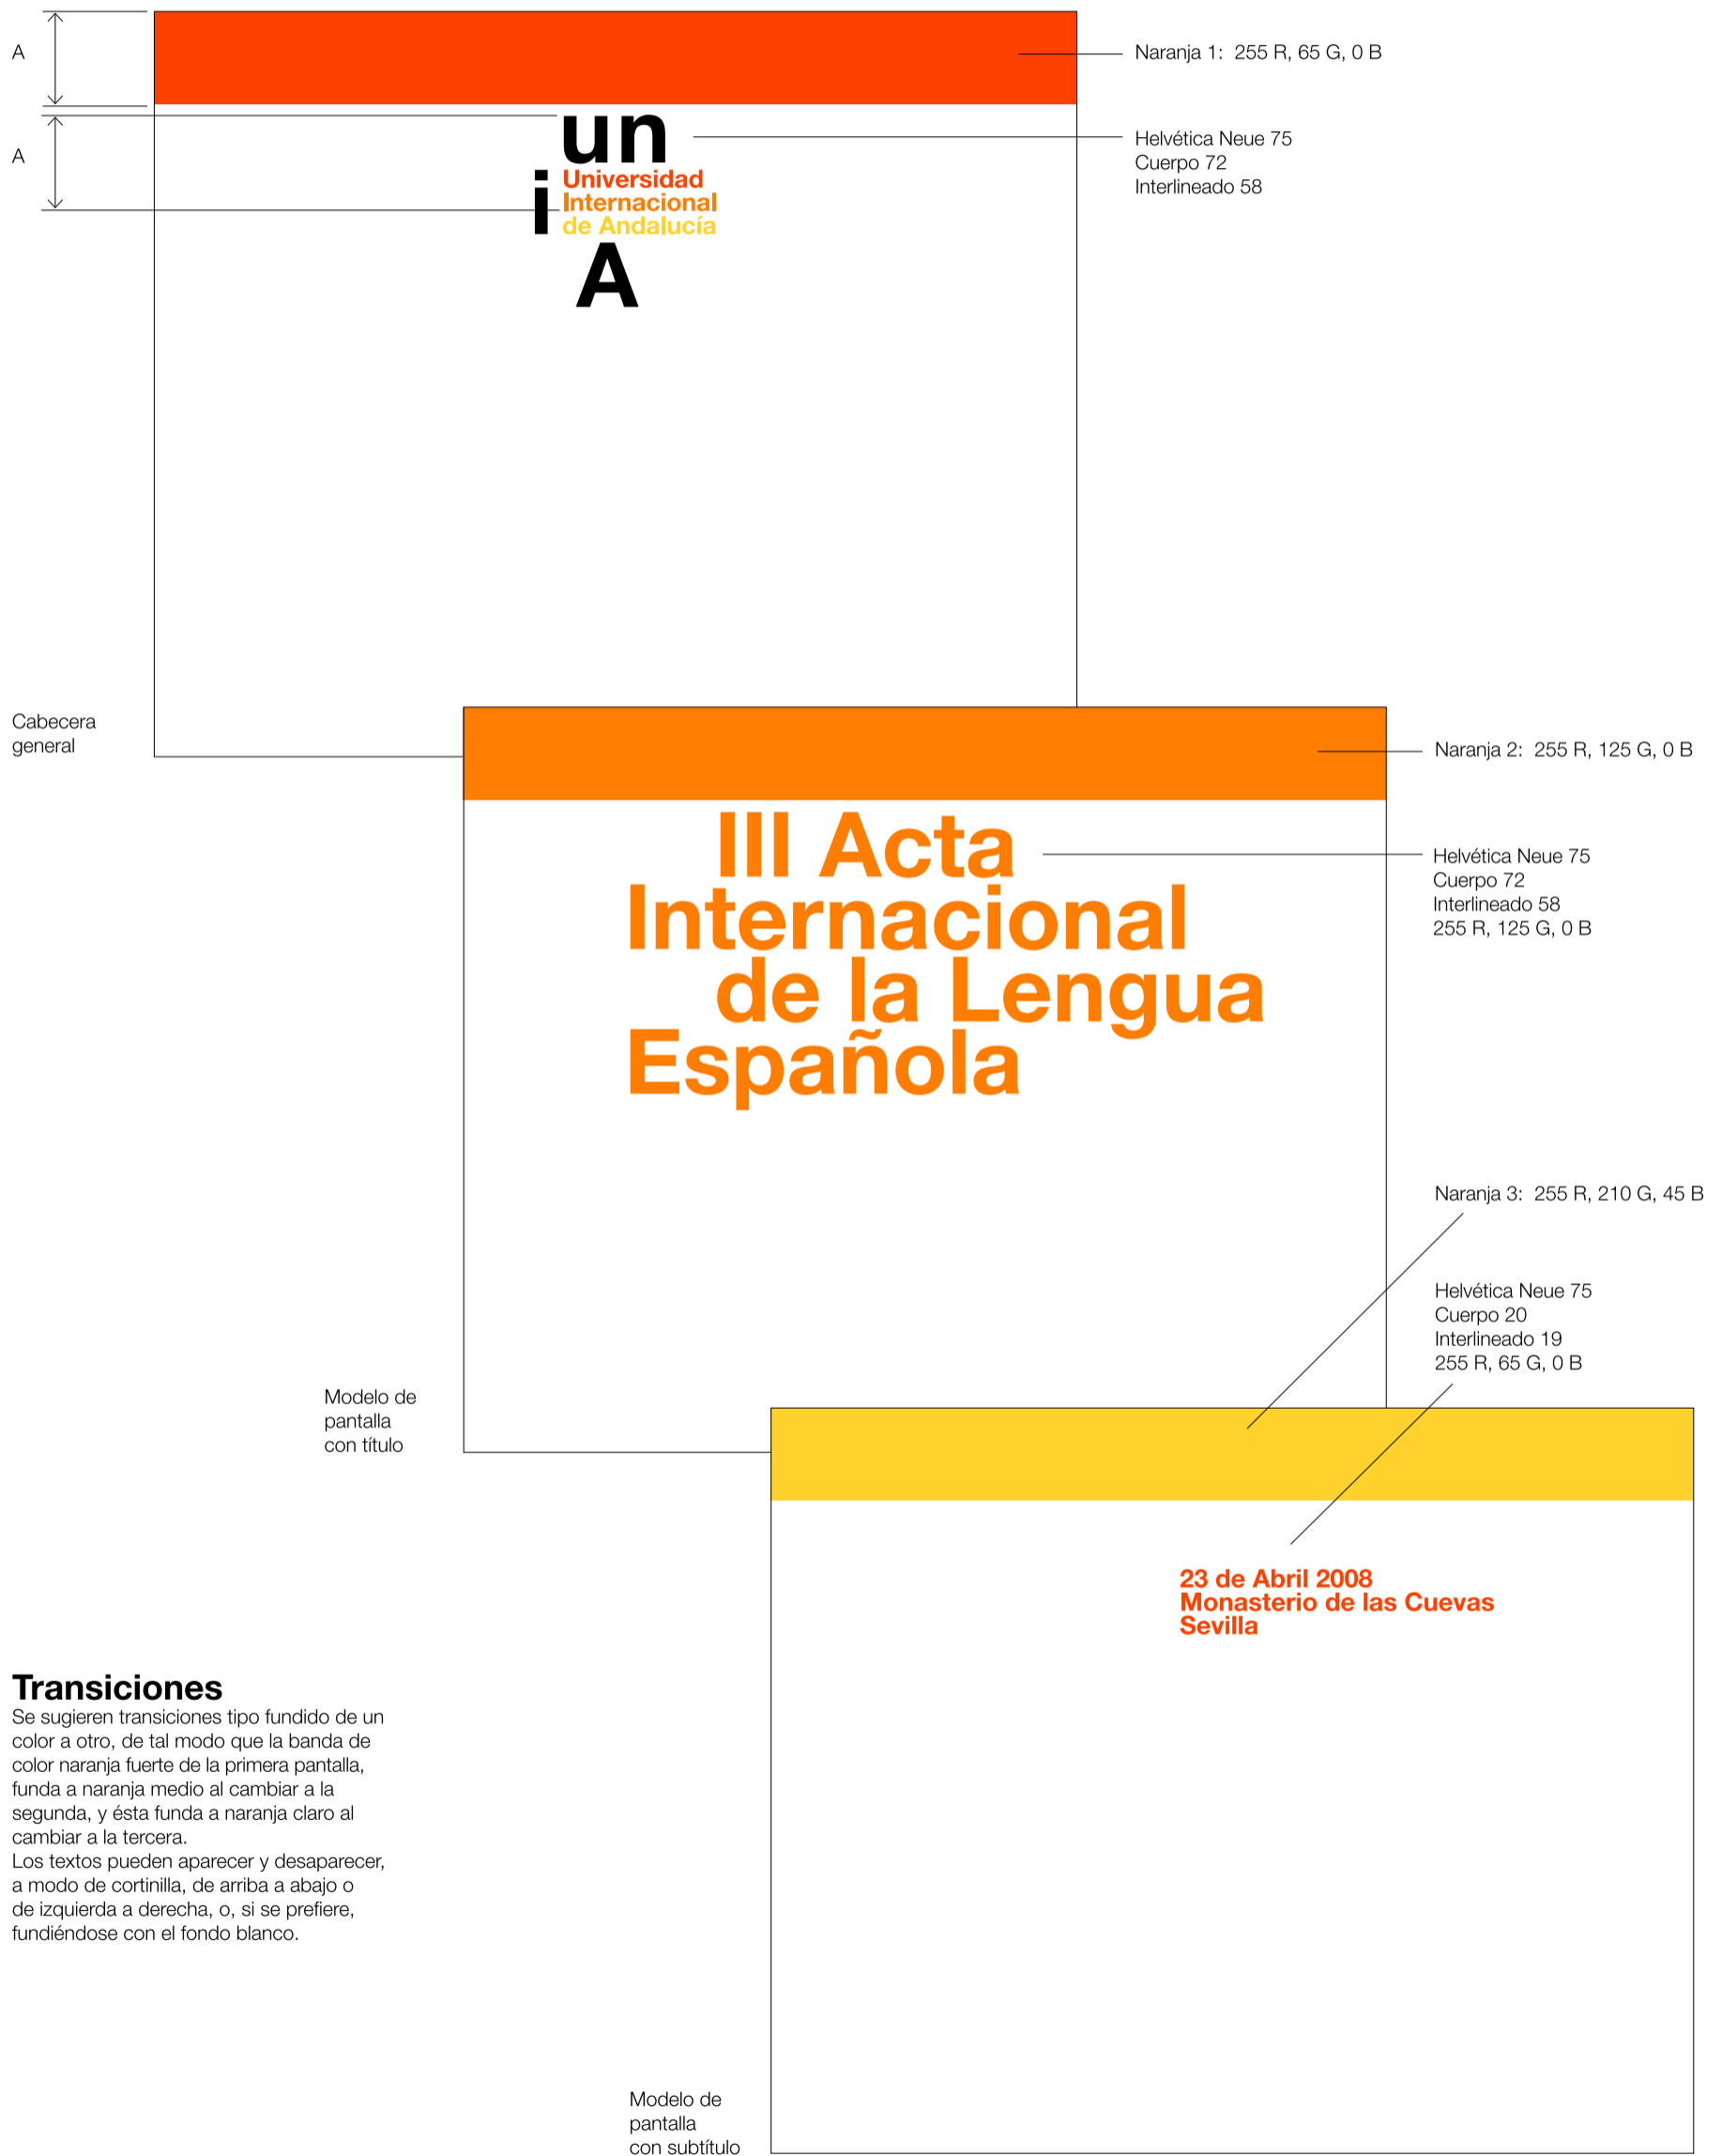 A
Naranja 1:  255 R, 65 G, 0 B
A
un
i
Universidad
Internacional
de Andalucía
A
Helvética Neue 75
Cuerpo 72
Interlineado 58
Cabecera
general
Naranja 2:  255 R, 125 G, 0 B
III Acta
Internacional
de la Lengua
Española
Helvética Neue 75
Cuerpo 72
Interlineado 58
255 R, 125 G, 0 B
Naranja 3:  255 R, 210 G, 45 B
Helvética Neue 75
Cuerpo 20
Interlineado 19
255 R, 65 G, 0 B
Modelo de
pantalla
con título
23 de Abril 2008
Monasterio de las Cuevas
Sevilla
Transiciones
Se sugieren transiciones tipo fundido de un
color a otro, de tal modo que la banda de
color naranja fuerte de la primera pantalla,
funda a naranja medio al cambiar a la
segunda, y ésta funda a naranja claro al
cambiar a la tercera.
Los textos pueden aparecer y desaparecer,
a modo de cortinilla, de arriba a abajo o
de izquierda a derecha, o, si se prefiere,
fundiéndose con el fondo blanco.
Modelo de
pantalla
con subtítulo